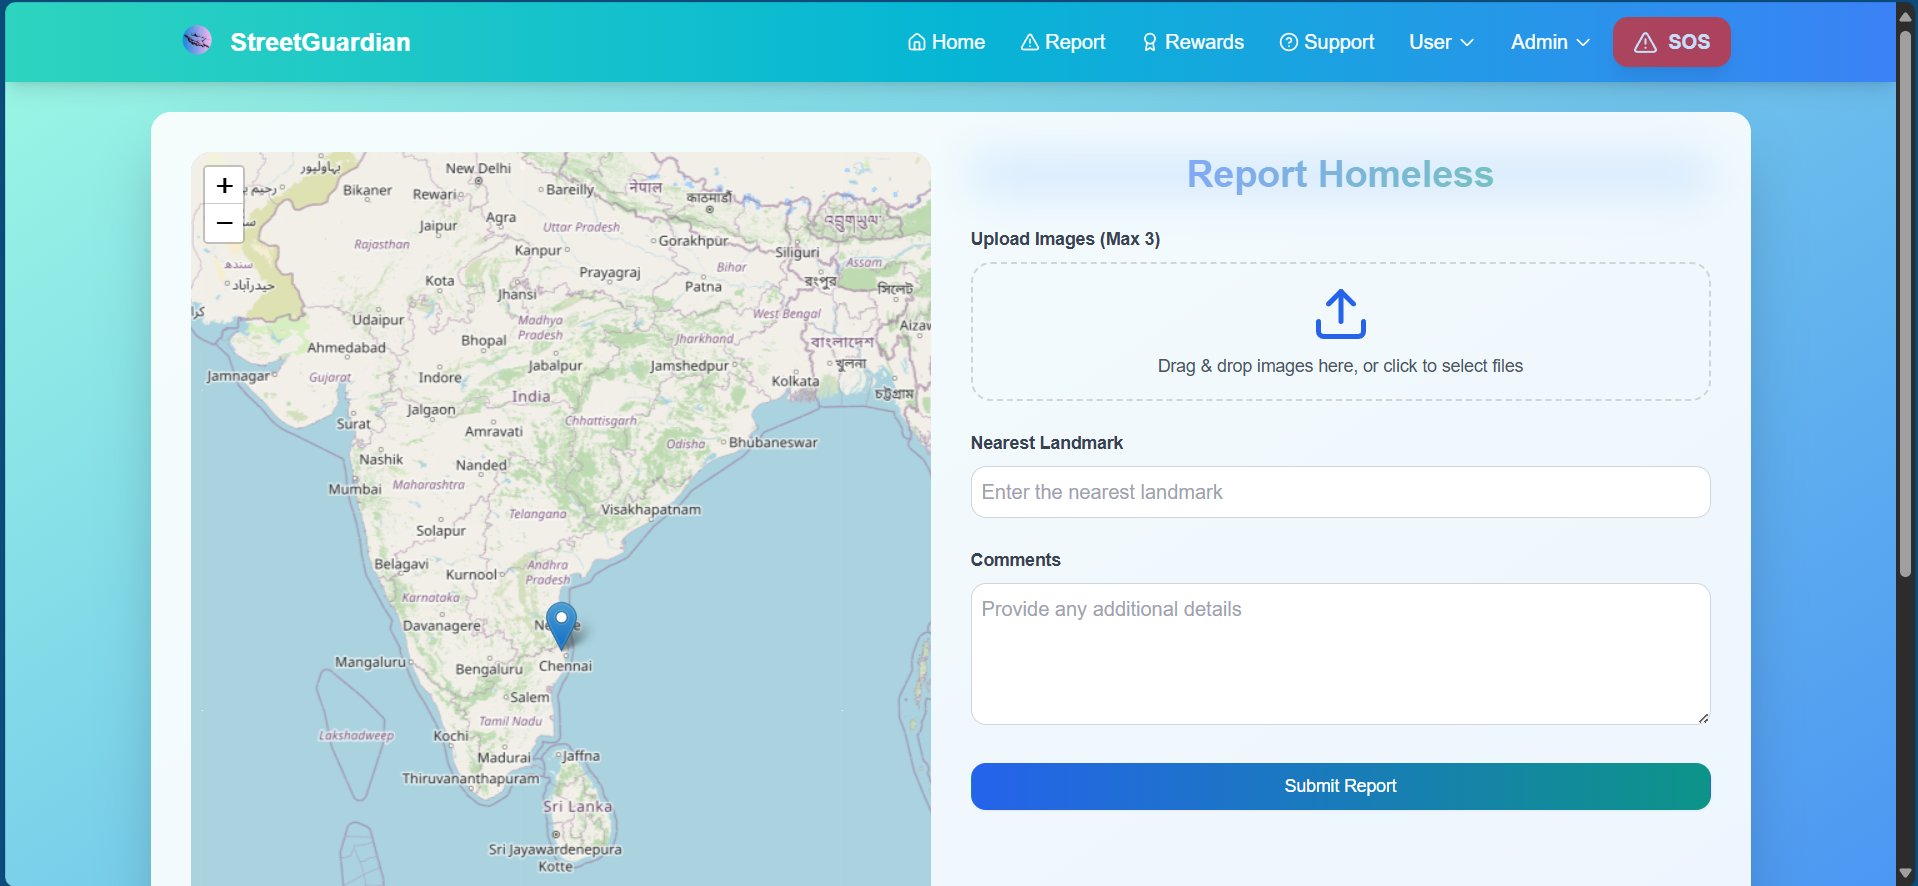 StreetGuardian
Home
Report
Rewards
Support
User
Admin
SOS
+
−
New Delhi
Bikaner
Rewari
Bareilly
नेपाल
काठमाडौं
Jaipur
Agra
Uttar Pradesh
Rajasthan
Kanpur
Gorakhpur
Siliguri
Assam
سنڌ
حيدرآباد
Kota
Prayagraj
Bihar
Patna
রংপুর
সিলেট
Jhansi
Udaipur
Madhya
Pradesh
West Bengal
Bhopal
Jharkhand
বাংলাদেশ
Ahmedabad
Jabalpur
Jamshedpur
খুলনা
Jamnagar
Gujarat
Indore
Kolkata
চট্টগ্রাম
India
Jalgaon
Surat
Chhattisgarh
Amravati
Odisha
Bhubaneswar
Nashik
Nanded
Mumbai
Maharashtra
Telangana
Visakhapatnam
Solapur
Belagavi
Kurnool
Andhra
Pradesh
Karnataka
Davanagere
Mangaluru
Bengaluru
Chennai
Salem
Tamil Nadu
Lakshadweep
Kochi
Madurai
Jaffna
Thiruvananthapuram
Sri Lanka
Sri Jayawardenepura
Kotte
Report Homeless
Upload Images (Max 3)
Drag & drop images here, or click to select files
Nearest Landmark
Enter the nearest landmark
Comments
Provide any additional details
Submit Report